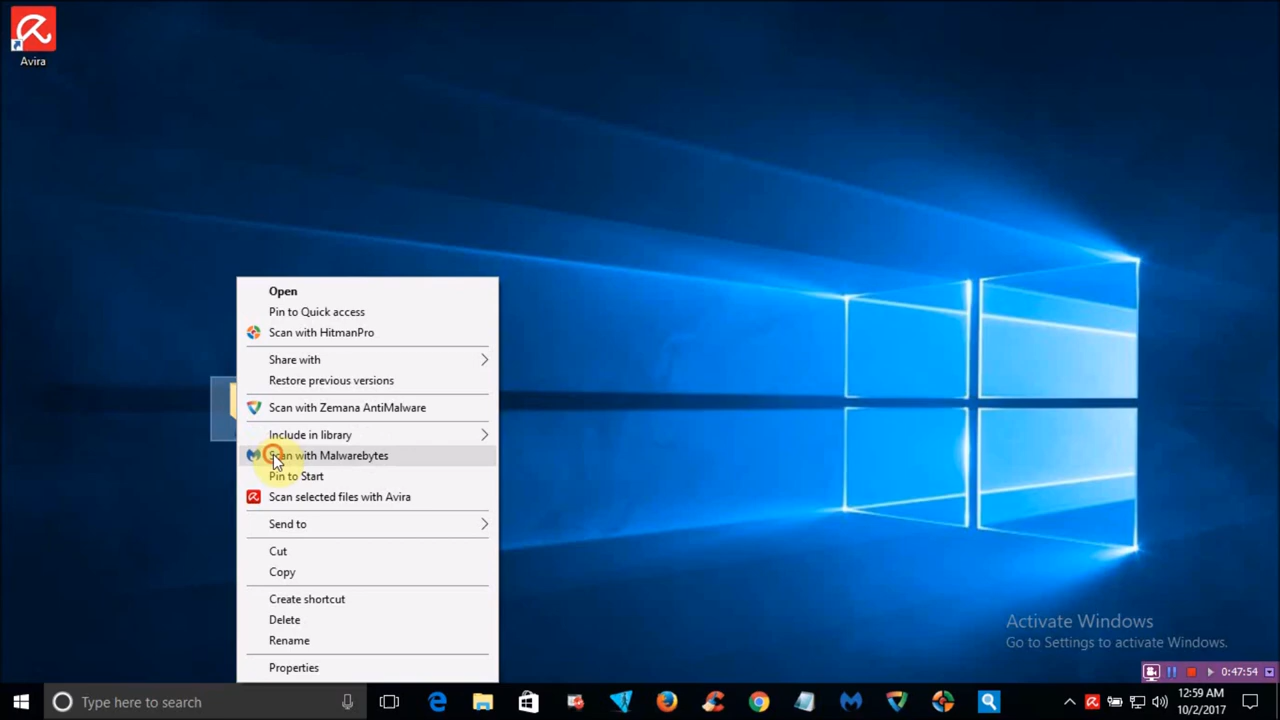 Avira
Open
Pin to Quick access
Scan with HitmanPro
Share with
Restore previous versions
Scan with Zemana AntiMalware
Include in library
Scan with Malwarebytes
Pin to Start
Scan selected files with Avira
Send to
Cut
Copy
Create shortcut
Delete
Rename
Properties
Activate Windows
Go to Settings to activate Windows.
0:47:54
Type here to search
12:59 AM
10/2/2017